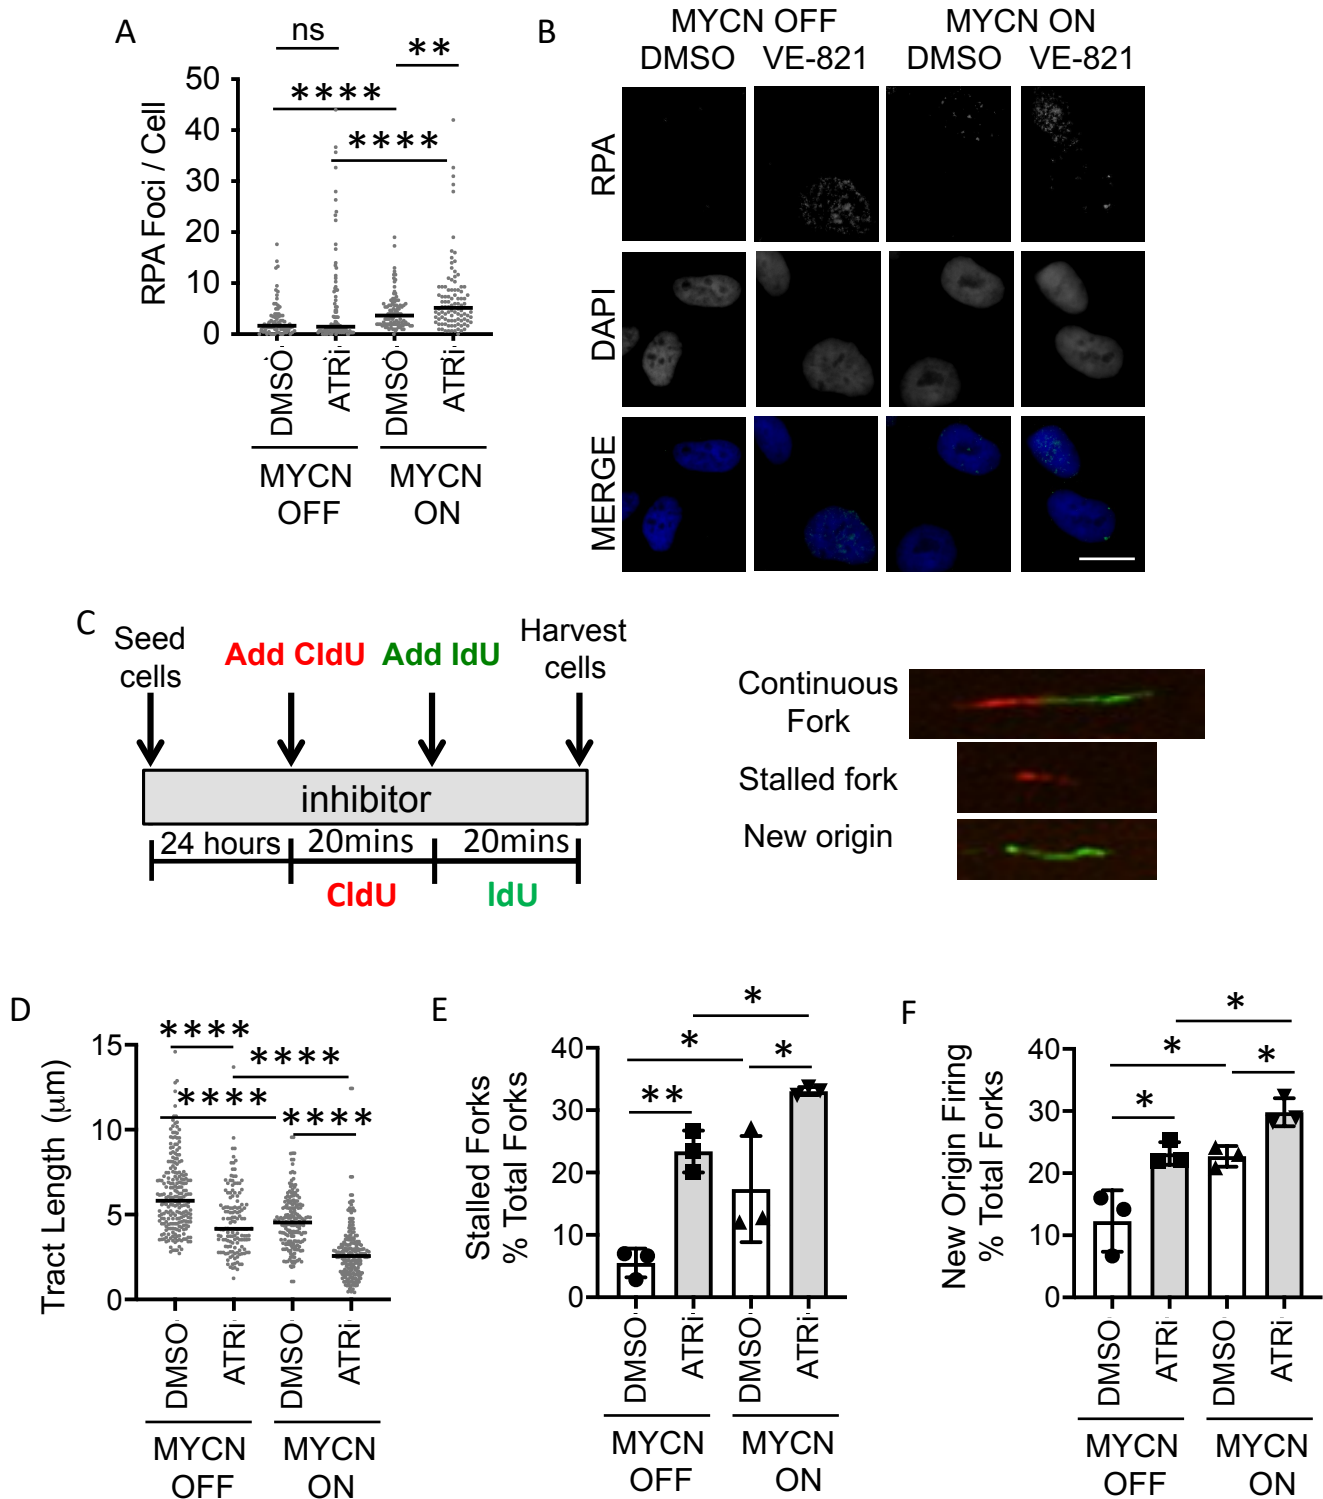 A
ns
**
****
****
50
40
30
20
10
0
RPA Foci / Cell
DMSO
ATRi
DMSO
ATRi
MYCN
OFF
MYCN
ON
B
MYCN OFF
MYCN ON
DMSO
VE-821
DMSO
VE-821
RPA
DAPI
MERGE
C
Seed
cells
Add CldU
Add IdU
Harvest
cells
inhibitor
24 hours
20mins
20mins
CldU
IdU
Continuous
Fork
Stalled fork
New origin
D
****
****
****
****
15
10
5
0
Tract Length (μm)
DMSO
ATRi
DMSO
ATRi
MYCN
OFF
MYCN
ON
E
*
*
*
**
40
30
20
10
0
Stalled Forks
% Total Forks
DMSO
ATRi
DMSO
ATRi
MYCN
OFF
MYCN
ON
F
*
*
*
*
40
30
20
10
0
New Origin Firing
% Total Forks
DMSO
ATRi
DMSO
ATRi
MYCN
OFF
MYCN
ON